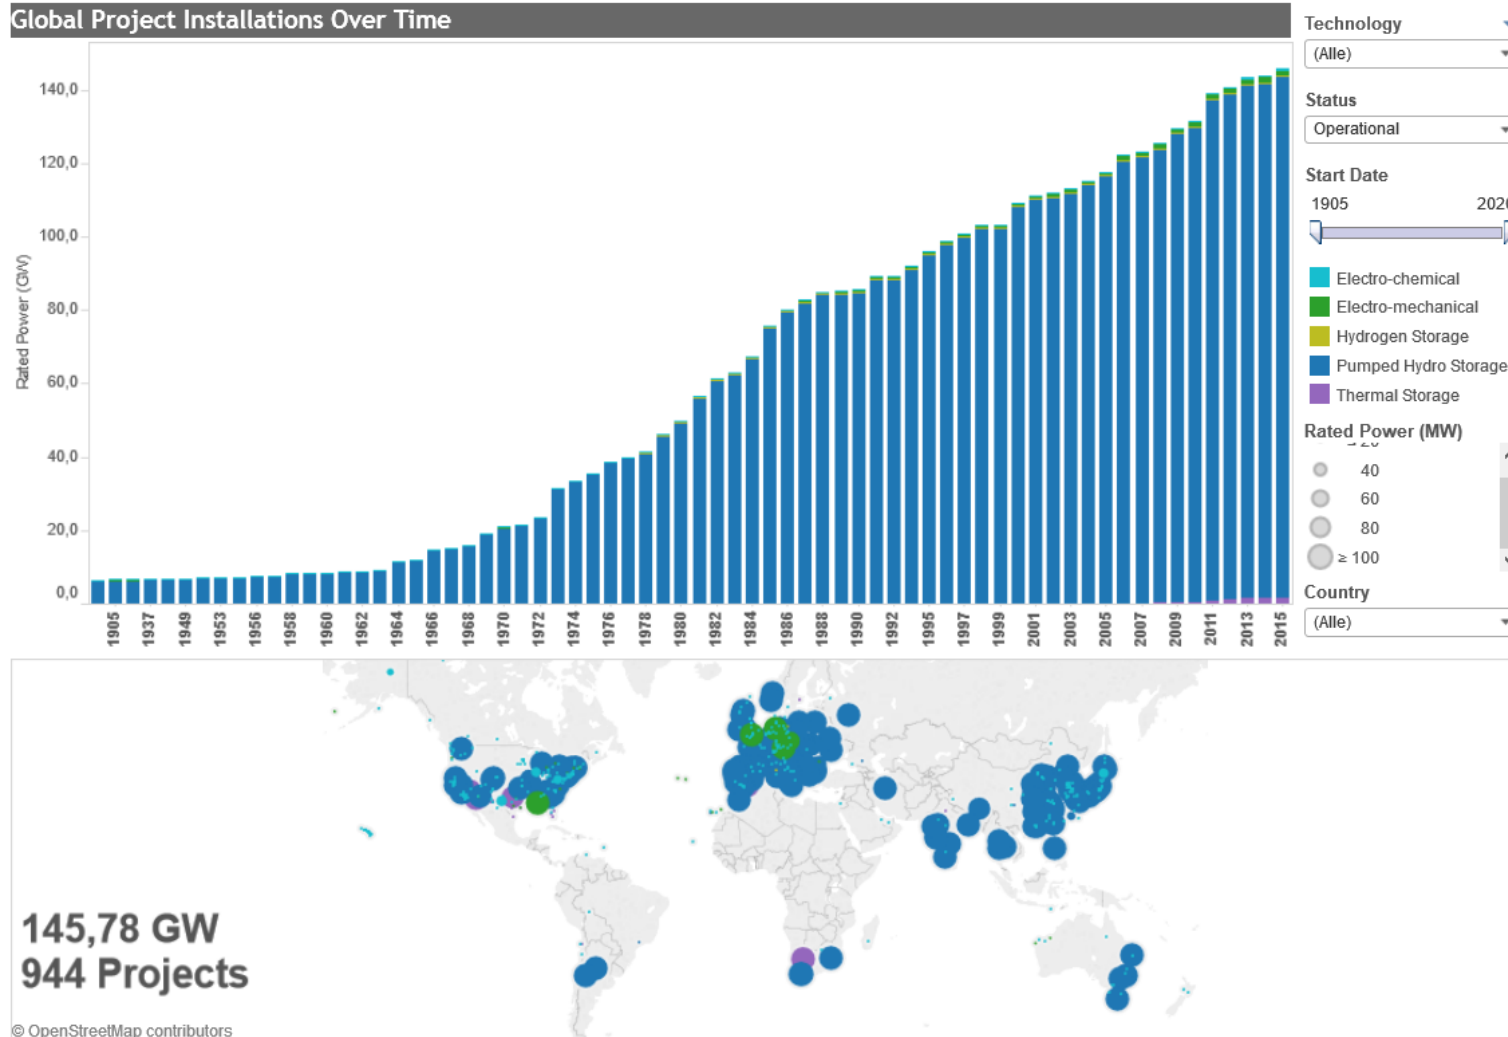 Global Project Installations Over Time
Rated Power (GW)
140,0
120,0
100,0
80,0
60,0
40,0
20,0
0,0
1905
1937
1949
1953
1956
1958
1960
1962
1964
1966
1968
1970
1972
1974
1976
1978
1980
1982
1984
1986
1988
1990
1992
1995
1997
1999
2001
2003
2005
2007
2009
2011
2013
2015
Technology
(Alle)
Status
Operational
Start Date
1905 2020
Electro-chemical
Electro-mechanical
Hydrogen Storage
Pumped Hydro Storage
Thermal Storage
Rated Power (MW)
40
60
80
≥ 100
Country
(Alle)
145,78 GW
944 Projects
© OpenStreetMap contributors